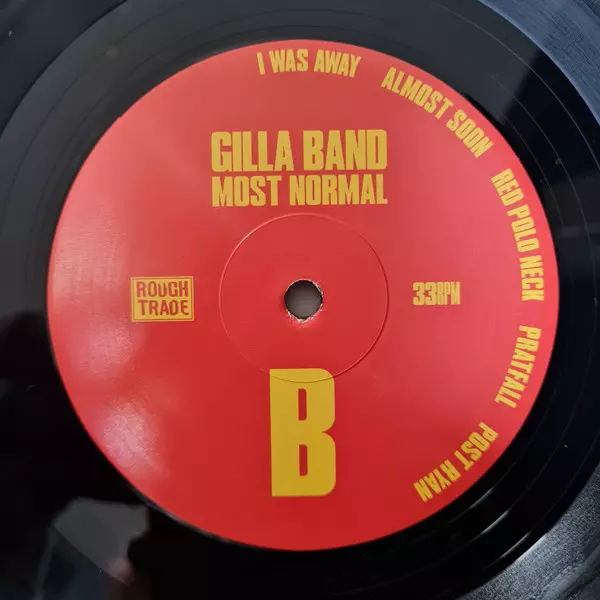 I WAS AWAY
ALMOST SOON
RED POLO NECK
PRATFALL
POST RYAN
GILLA BAND
MOST NORMAL
ROUGH
TRADE
33RPM
B